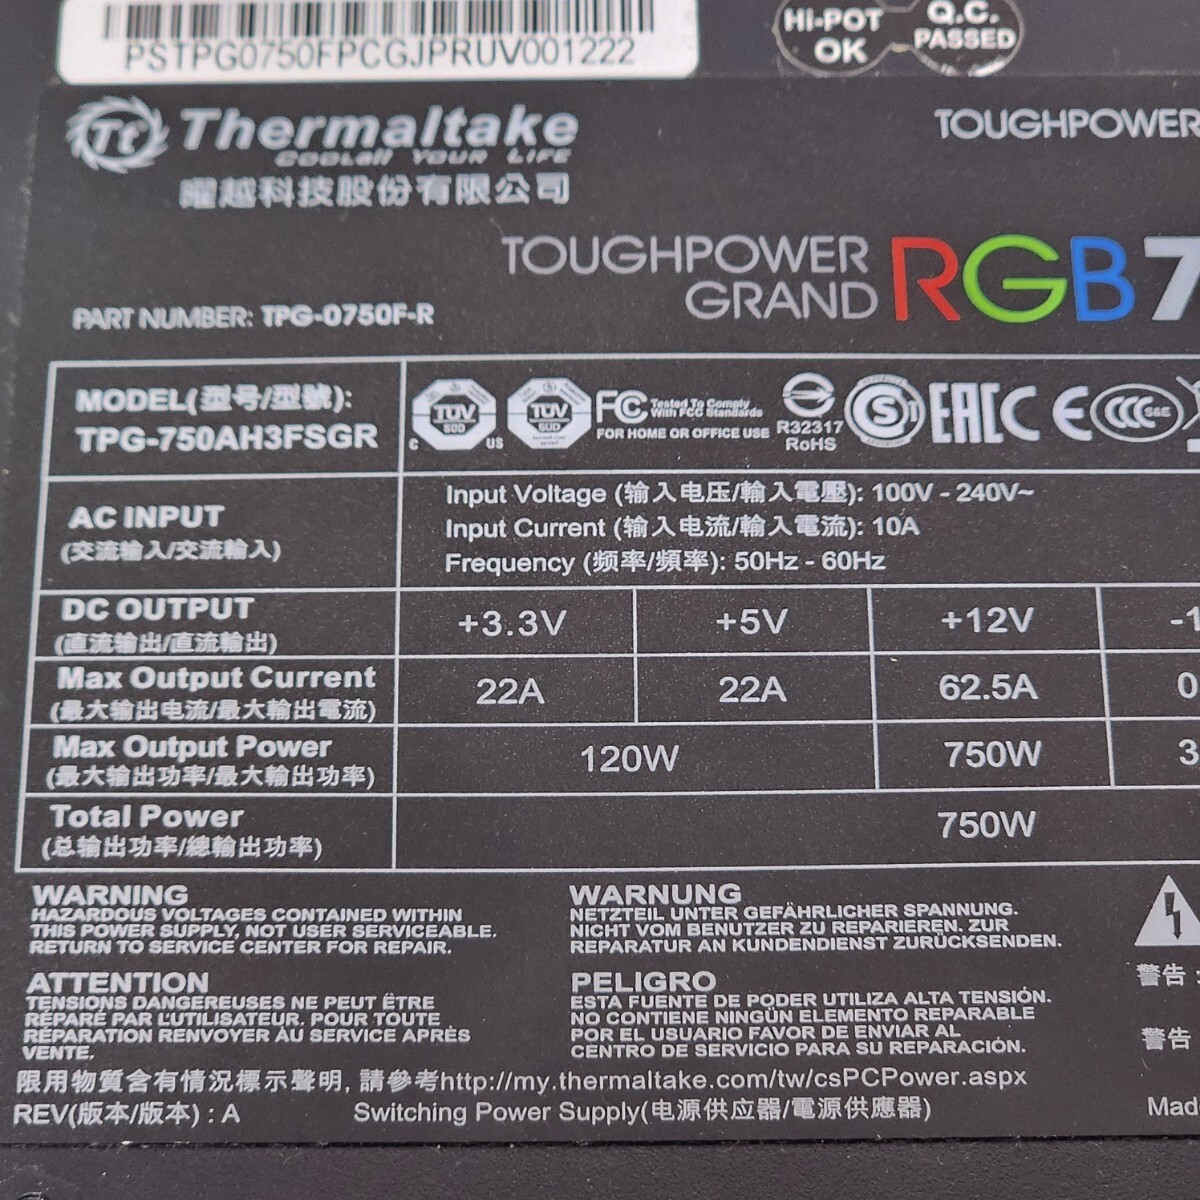 PSTPG0750FPCGJPRUV001222
Hi-POT OK
Q.C. PASSED
Tt Thermaltake
COOL all YOUR LIFE
曜越科技股份有限公司
TOUGHPOWER
TOUGHPOWER GRAND RGB 7
PART NUMBER: TPG-0750F-R
MODEL(型号/型號):
TPG-750AH3FSGR
TÜV SÜD
C US
TÜV SÜD
FC Tested To Comply With FCC Standards
FOR HOME OR OFFICE USE
R32317
RoHS
EAC CE CCC S&E
AC INPUT
(交流输入/交流輸入)
Input Voltage (输入电压/輸入電壓): 100V - 240V~
Input Current (输入电流/輸入電流): 10A
Frequency (频率/頻率): 50Hz - 60Hz
DC OUTPUT
(直流输出/直流輸出)
+3.3V +5V +12V -1
Max Output Current
(最大输出电流/最大輸出電流)
22A 22A 62.5A 0
Max Output Power
(最大输出功率/最大輸出功率)
120W 750W 3
Total Power
(总输出功率/總輸出功率)
750W
WARNING
HAZARDOUS VOLTAGES CONTAINED WITHIN
THIS POWER SUPPLY, NOT USER SERVICEABLE.
RETURN TO SERVICE CENTER FOR REPAIR.
WARNUNG
NETZTEIL UNTER GEFÄHRLICHER SPANNUNG.
NICHT VOM BENUTZER ZU REPARIEREN. ZUR
REPARATUR AN KUNDENDIENST ZURÜCKSENDEN.
ATTENTION
TENSIONS DANGEREUSES NE PEUT ËTRE
RÉPARÉ PAR L'UTILISATEUR. POUR TOUTE
RÉPARATION RENVOYER AU SERVICE APRÈS
VENTE.
PELIGRO
ESTA FUENTE DE PODER UTILIZA ALTA TENSIÓN.
NO CONTIENE NINGÚN ELEMENTO REPARABLE
POR EL USUARIO FAVOR DE ENVIAR AL
CENTRO DE SERVICIO PARA SU REPARACIÓN.
警告:
警告
限用物質含有情況標示聲明, 請參考http://my.thermaltake.com/tw/csPCPower.aspx
REV(版本/版本) : A
Switching Power Supply(电源供应器/電源供應器)
Made